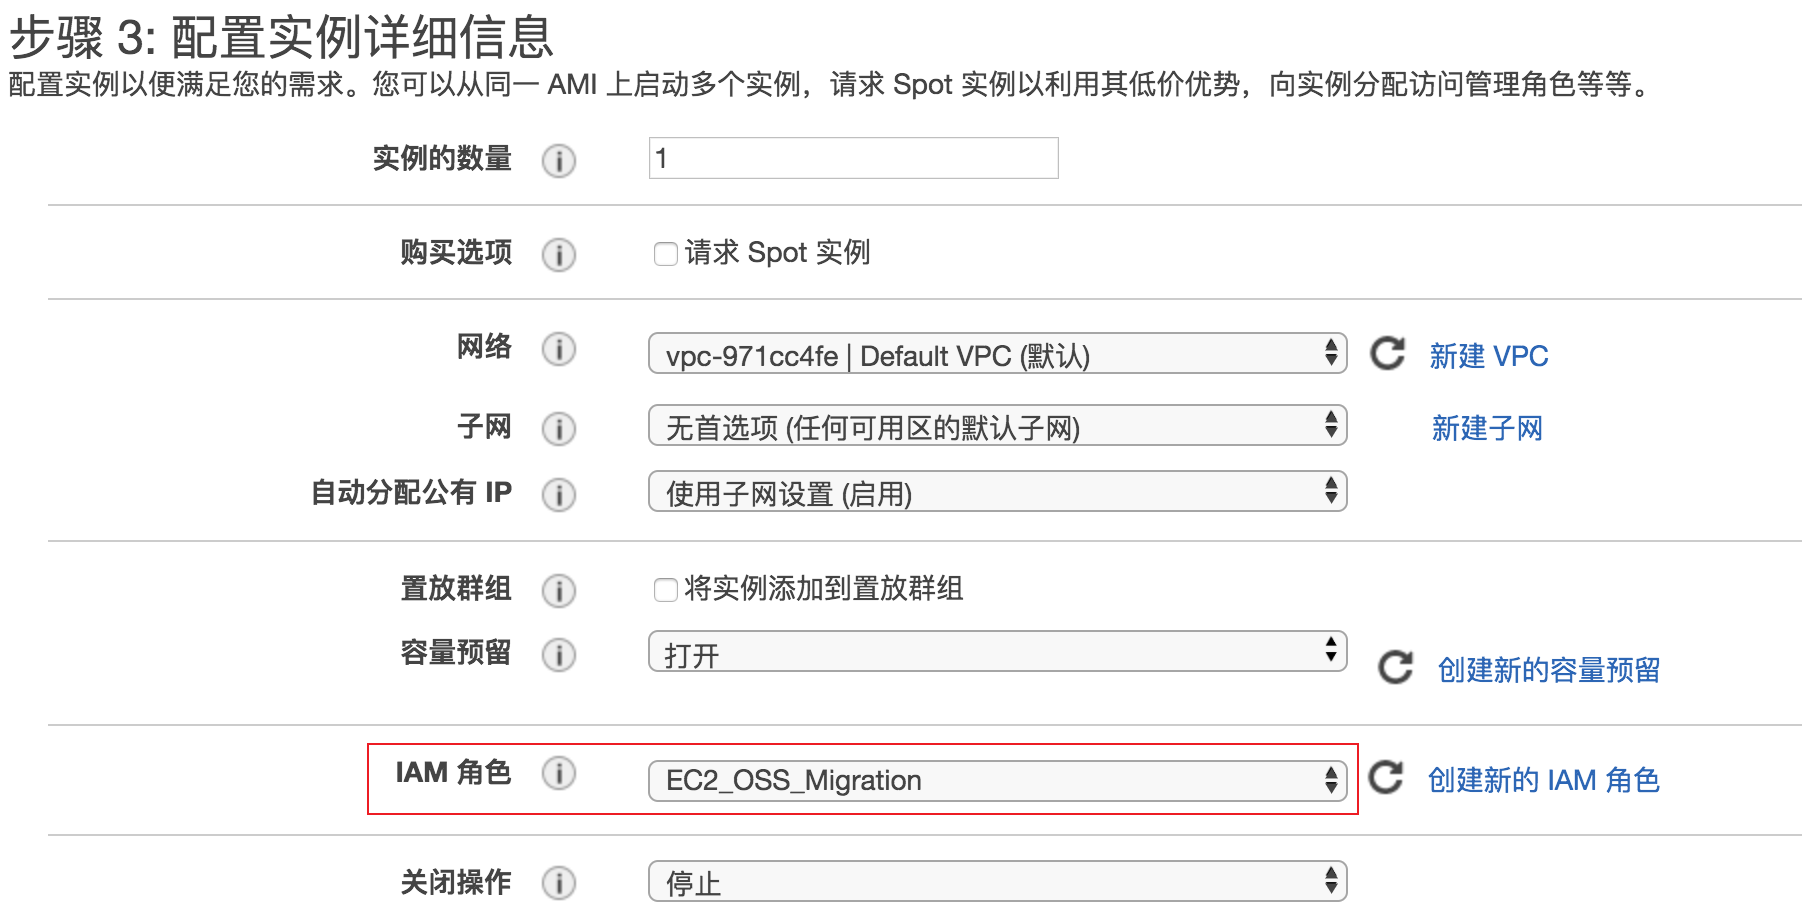 步骤 3: 配置实例详细信息
配置实例以便满足您的需求。您可以从同一 AMI 上启动多个实例，请求 Spot 实例以利用其低价优势，向实例分配访问管理角色等等。
实例的数量 i 1
购买选项 i 请求 Spot 实例
网络 i vpc-971cc4fe | Default VPC (默认) 新建 VPC
子网 i 无首选项 (任何可用区的默认子网) 新建子网
自动分配公有 IP i 使用子网设置 (启用)
置放群组 i 将实例添加到置放群组
容量预留 i 打开 创建新的容量预留
IAM 角色 i EC2_OSS_Migration 创建新的 IAM 角色
关闭操作 i 停止